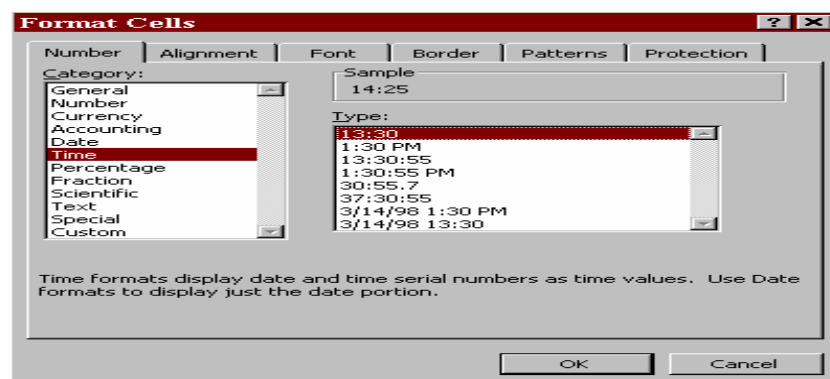 Format Cells
? X
Number Alignment Font Border Patterns Protection
Category:
General
Number
Currency
Accounting
Date
Time
Percentage
Fraction
Scientific
Text
Special
Custom
Sample
14:25
Type:
13:30
1:30 PM
13:30:55
1:30:55 PM
30:55.7
37:30:55
3/14/98 1:30 PM
3/14/98 13:30
Time formats display date and time serial numbers as time values. Use Date
formats to display just the date portion.
OK Cancel